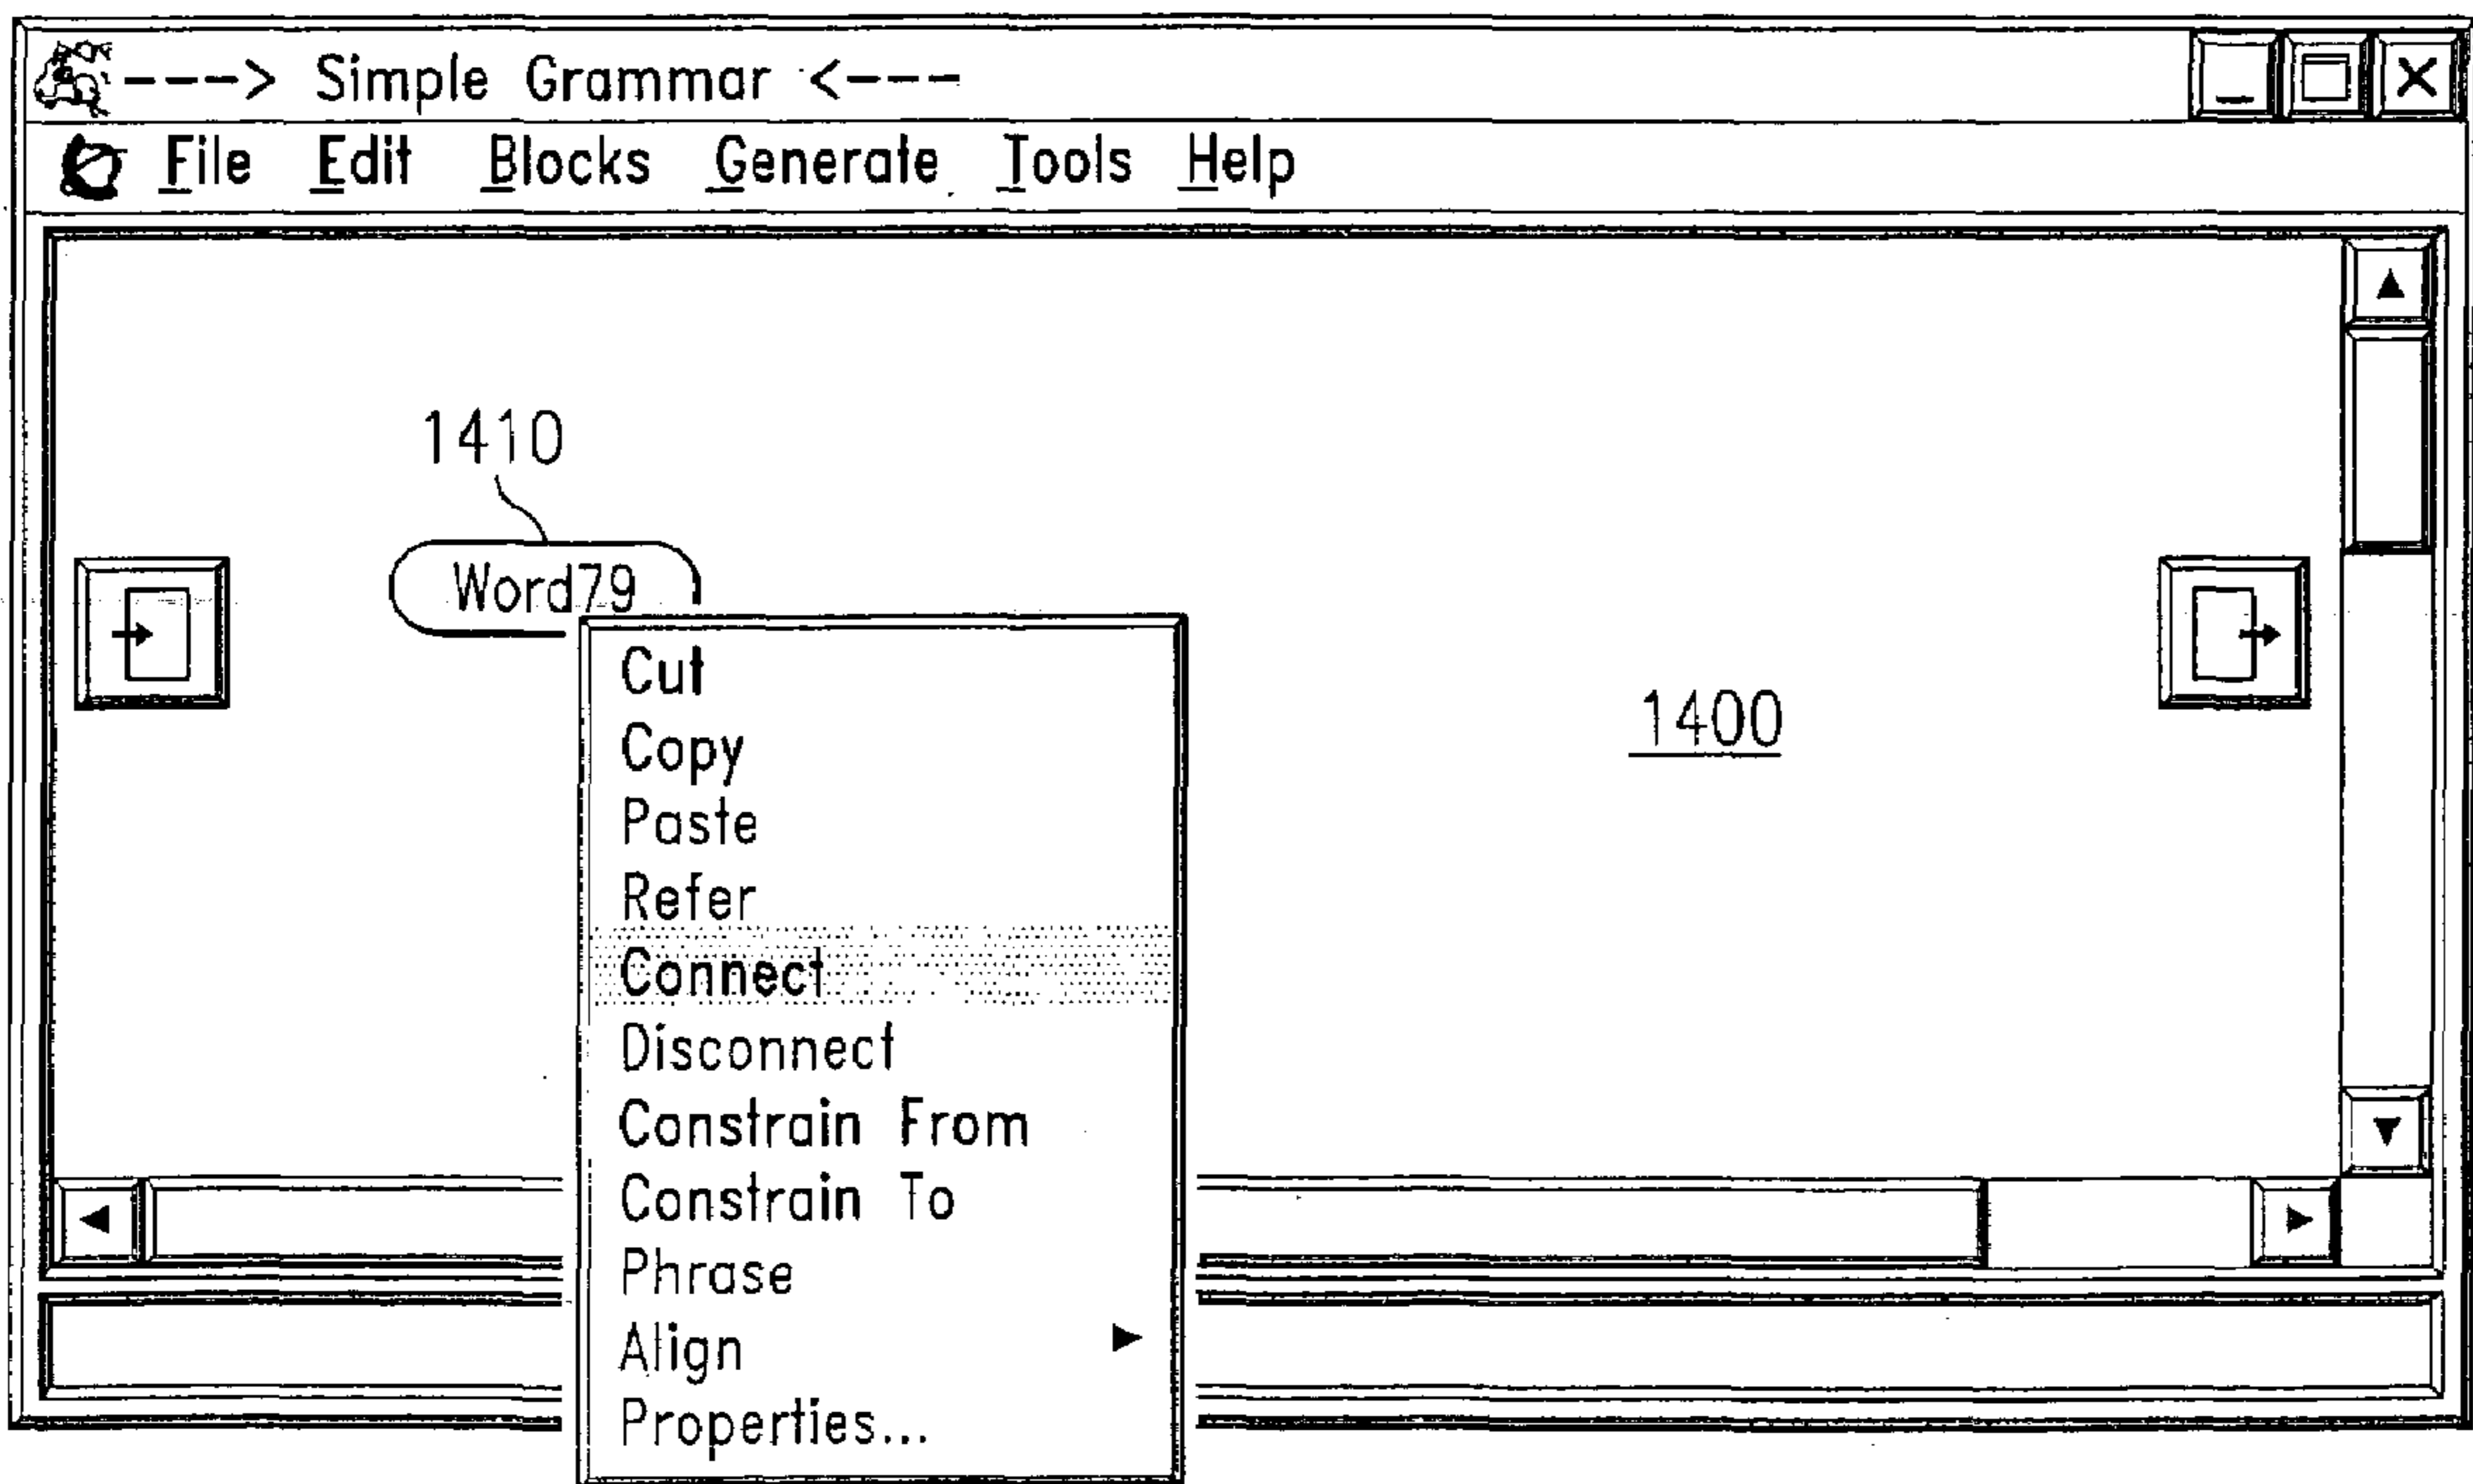 ---> Simple Grammar <---
File Edit Blocks Generate Tools Help
1410
Word79
Cut
Copy
Paste
Refer
Connect
Disconnect
Constrain From
Constrain To
Phrase
Align
Properties...
1400